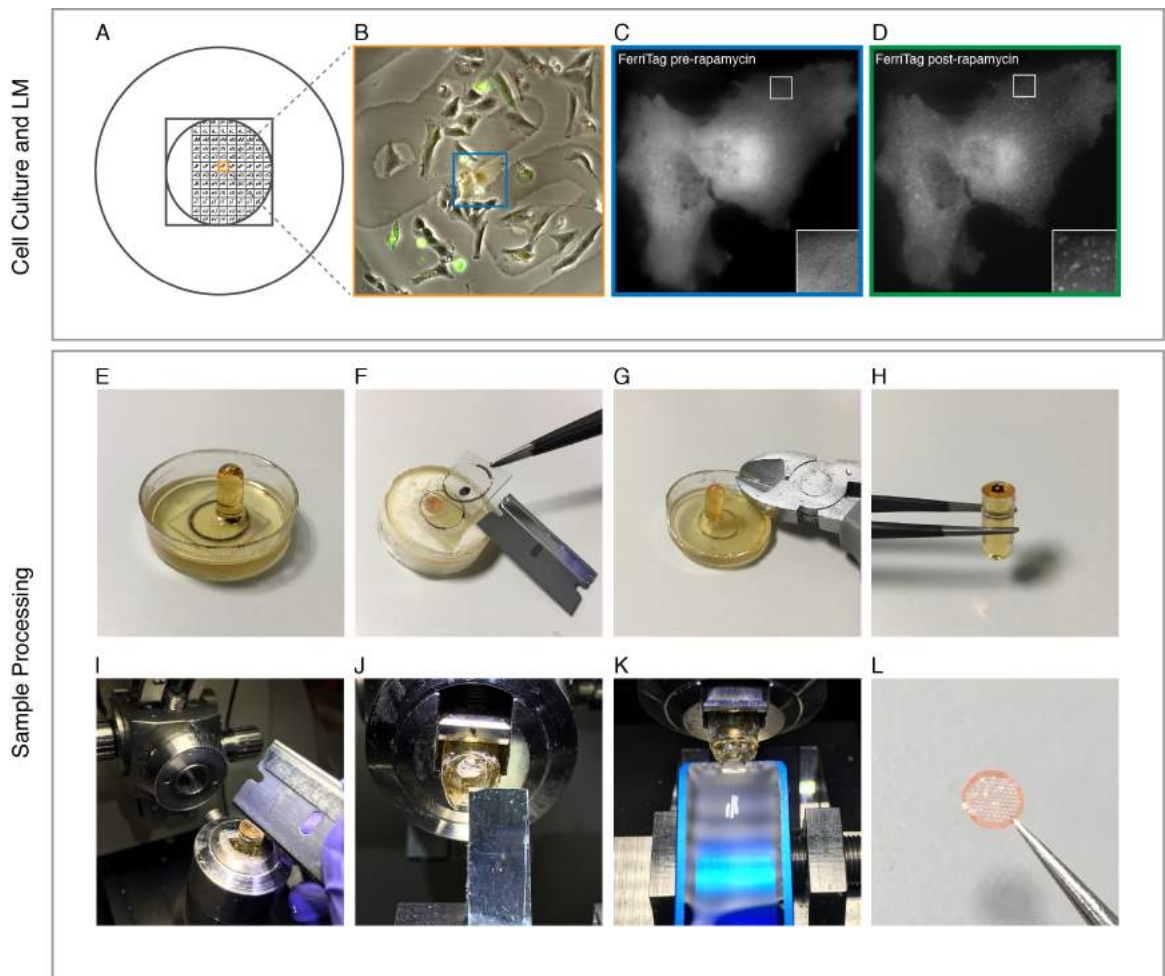 Cell Culture and LM
A
B
C
D
FerriTag pre-rapamycin
FerriTag post-rapamycin
Sample Processing
E
F
G
H
I
J
K
L